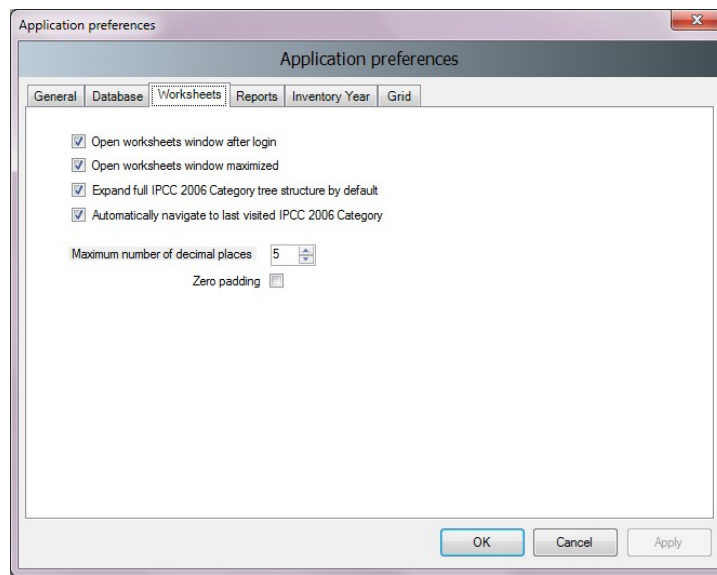 Application preferences
Application preferences
General Database Worksheets Reports Inventory Year Grid
Open worksheets window after login
Open worksheets window maximized
Expand full IPCC 2006 Category tree structure by default
Automatically navigate to last visited IPCC 2006 Category
Maximum number of decimal places 5
Zero padding
OK Cancel Apply